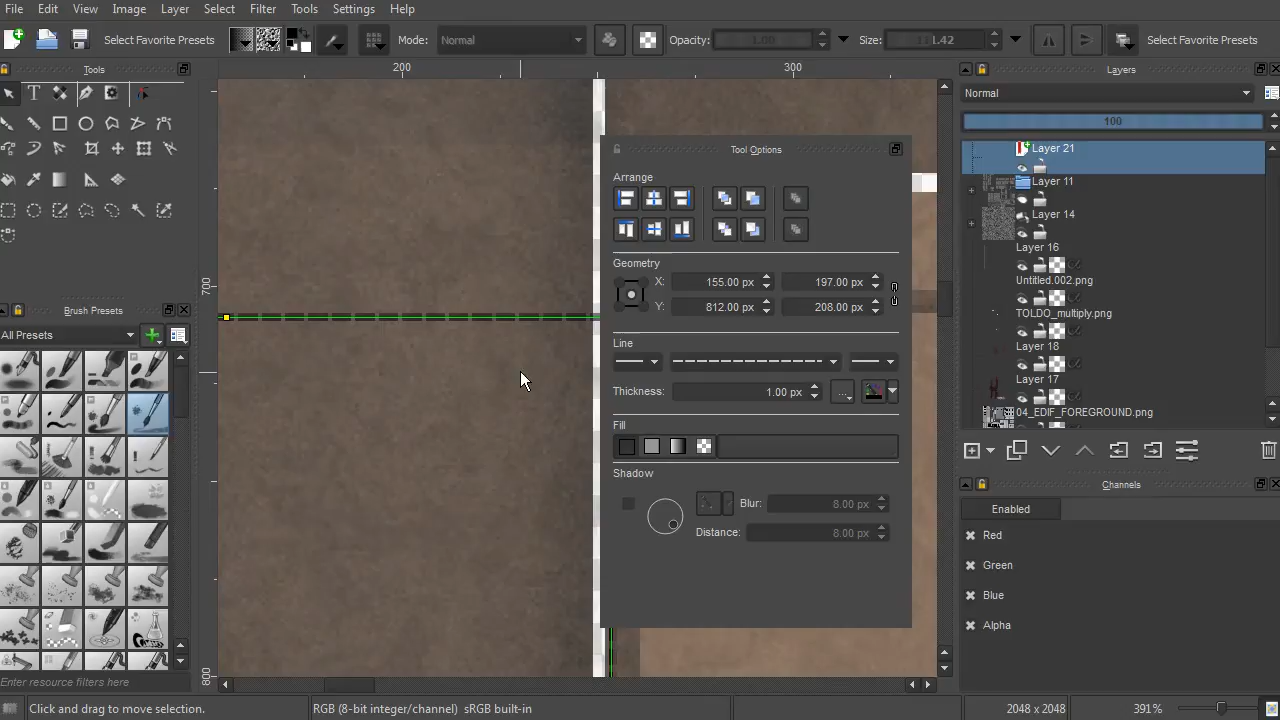 File Edit View Image Layer Select Filter Tools Settings Help
Select Favorite Presets Mode: Normal Opacity: 1.00 Size: Select Favorite Presets
Tools
200 300
700
800
Tool Options
Arrange
Geometry
X: 155.00 px 197.00 px
Y: 812.00 px 208.00 px
Line
Thickness: 1.00 px ...
Fill
Shadow
Blur: 8.00 px
Distance: 8.00 px
Brush Presets
All Presets
Enter resource filters here
Layers
Normal
100
Layer 21
Layer 11
Layer 14
Layer 16
Untitled.002.png
TOLDO_multiply.png
Layer 18
Layer 17
04_EDIF_FOREGROUND.png
Channels
Enabled
Red
Green
Blue
Alpha
Click and drag to move selection. RGB (8-bit integer/channel) sRGB built-in 2048 x 2048 391%